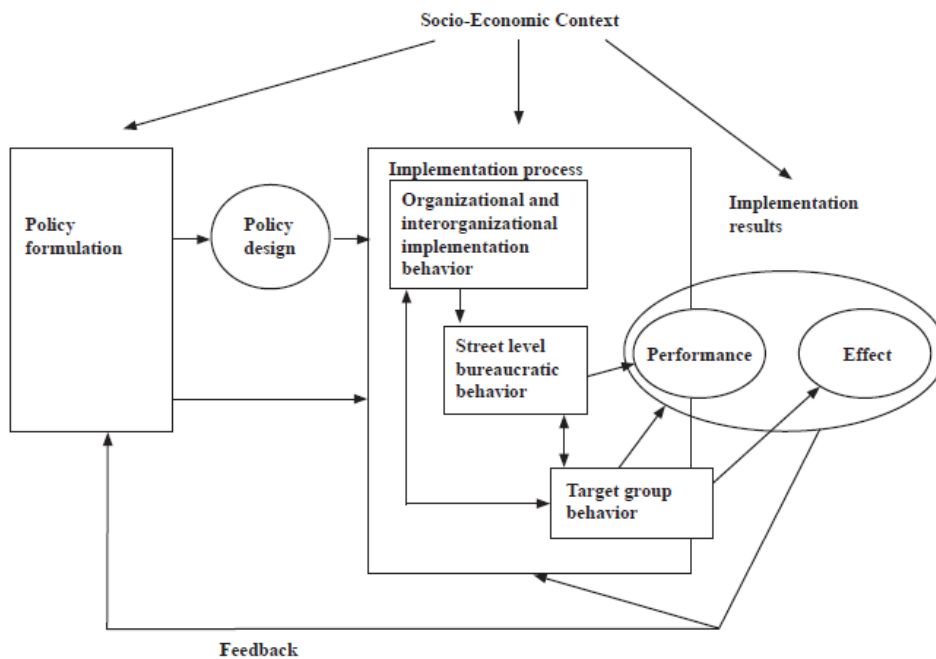 Socio-Economic Context
Implementation process
Organizational and
interorganizational
implementation
behavior
Implementation
results
Policy
formulation
Policy
design
Street level
bureaucratic
behavior
Performance
Effect
Target group
behavior
Feedback